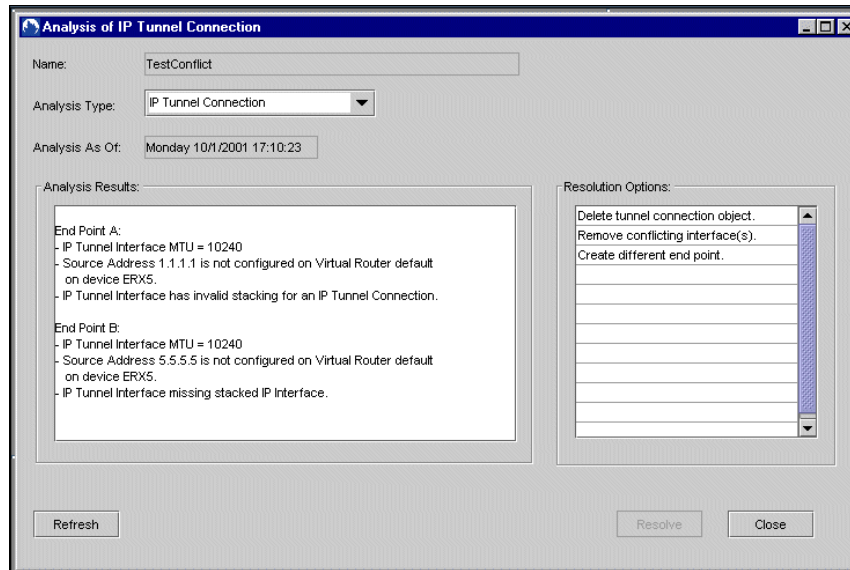 Analysis of IP Tunnel Connection
Name: TestConflict
Analysis Type: IP Tunnel Connection
Analysis As Of: Monday 10/1/2001 17:10:23
Analysis Results:
End Point A:
- IP Tunnel Interface MTU = 10240
- Source Address 1.1.1.1 is not configured on Virtual Router default
on device ERX5.
- IP Tunnel Interface has invalid stacking for an IP Tunnel Connection.
End Point B:
- IP Tunnel Interface MTU = 10240
- Source Address 5.5.5.5 is not configured on Virtual Router default
on device ERX5.
- IP Tunnel Interface missing stacked IP Interface.
Resolution Options:
Delete tunnel connection object.
Remove conflicting interface(s).
Create different end point.
Refresh
Resolve
Close